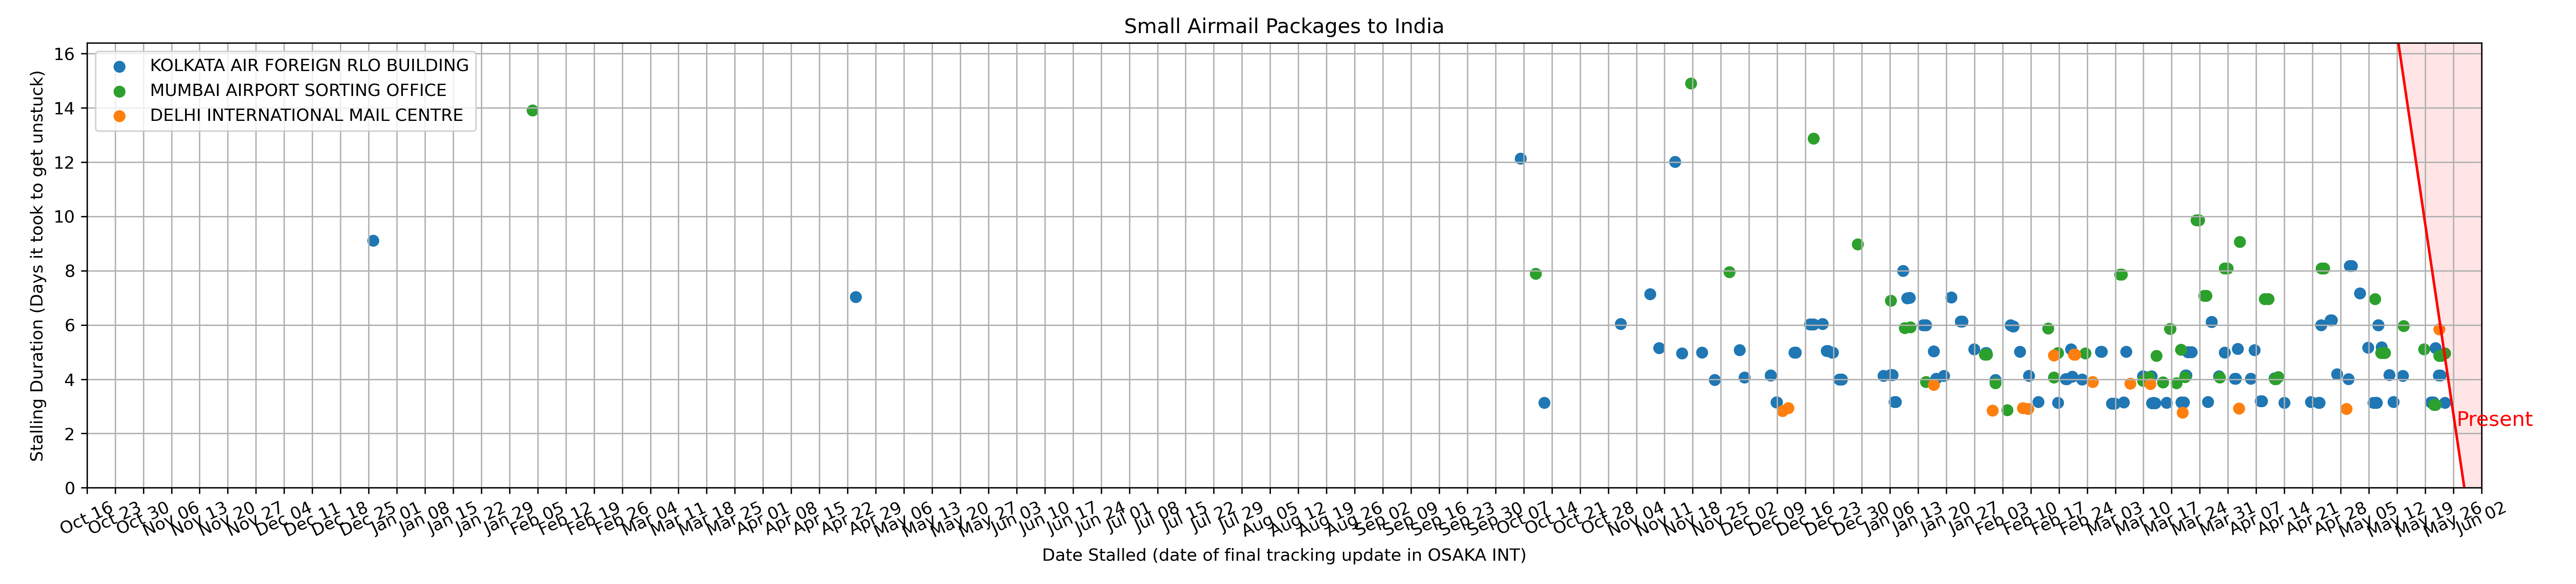 Small Airmail Packages to India
KOLKATA AIR FOREIGN RLO BUILDING
MUMBAI AIRPORT SORTING OFFICE
DELHI INTERNATIONAL MAIL CENTRE
Stalling Duration (Days it took to get unstuck)
16
14
12
10
8
6
4
2
0
Present
Oct 16
Oct 23
Oct 30
Nov 06
Nov 13
Nov 20
Nov 27
Dec 04
Dec 11
Dec 18
Dec 25
Jan 01
Jan 08
Jan 15
Jan 22
Jan 29
Feb 05
Feb 12
Feb 19
Feb 26
Mar 04
Mar 11
Mar 18
Mar 25
Apr 01
Apr 08
Apr 15
Apr 22
Apr 29
May 06
May 13
May 20
May 27
Jun 03
Jun 10
Jun 17
Jun 24
Jul 01
Jul 08
Jul 15
Jul 22
Jul 29
Aug 05
Aug 12
Aug 19
Aug 26
Sep 02
Sep 09
Sep 16
Sep 23
Sep 30
Oct 07
Oct 14
Oct 21
Oct 28
Nov 04
Nov 11
Nov 18
Nov 25
Dec 02
Dec 09
Dec 16
Dec 23
Dec 30
Jan 06
Jan 13
Jan 20
Jan 27
Feb 03
Feb 10
Feb 17
Feb 24
Mar 03
Mar 10
Mar 17
Mar 24
Mar 31
Apr 07
Apr 14
Apr 21
Apr 28
May 05
May 12
May 19
May 26
Jun 02
Date Stalled (date of final tracking update in OSAKA INT)